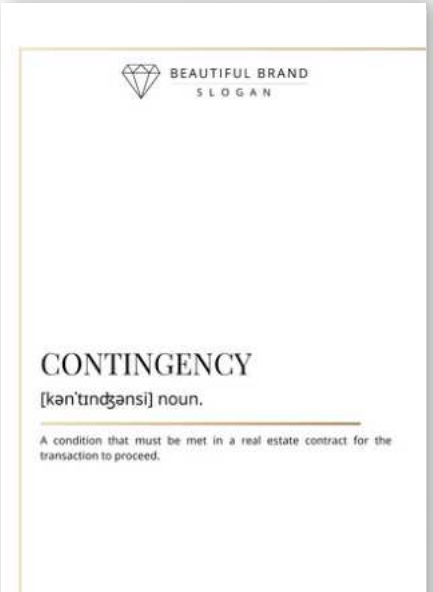 BEAUTIFUL BRAND
SLOGAN
CONTINGENCY
[kənˈtɪnʤənsi] noun.
A condition that must be met in a real estate contract for the
transaction to proceed.